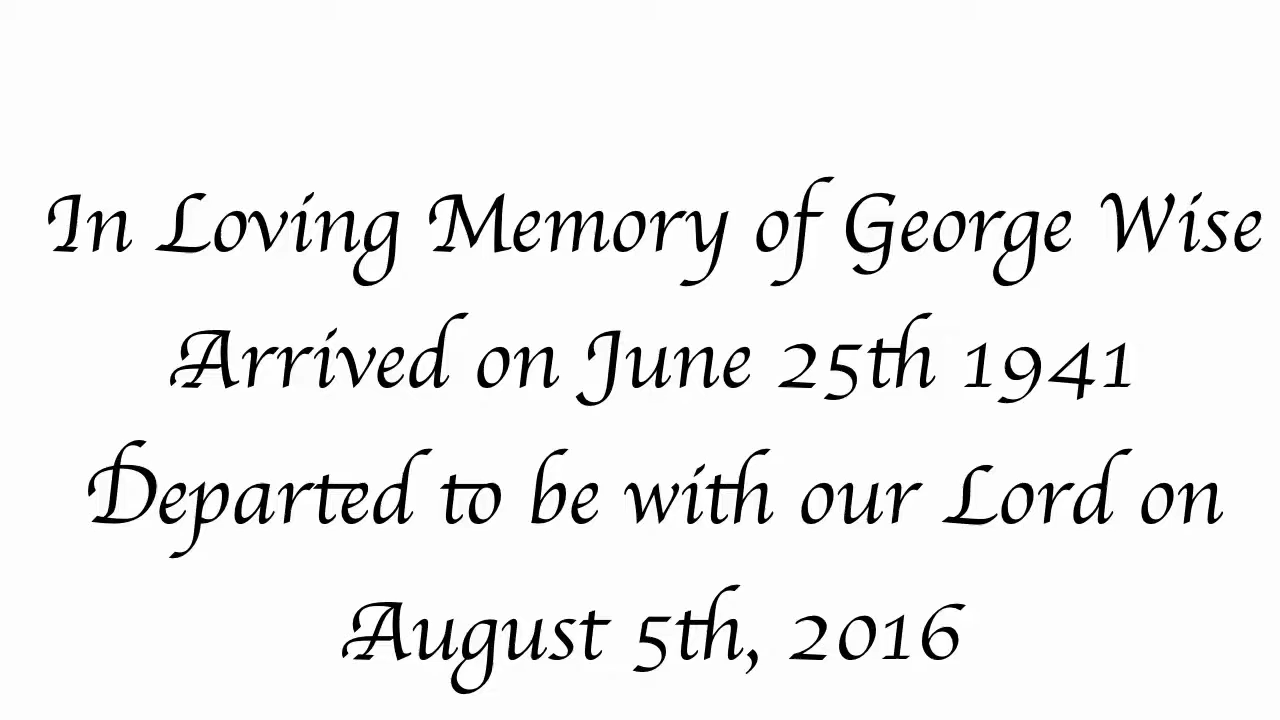 In Loving Memory of George Wise
Arrived on June 25th 1941
Departed to be with our Lord on
August 5th, 2016